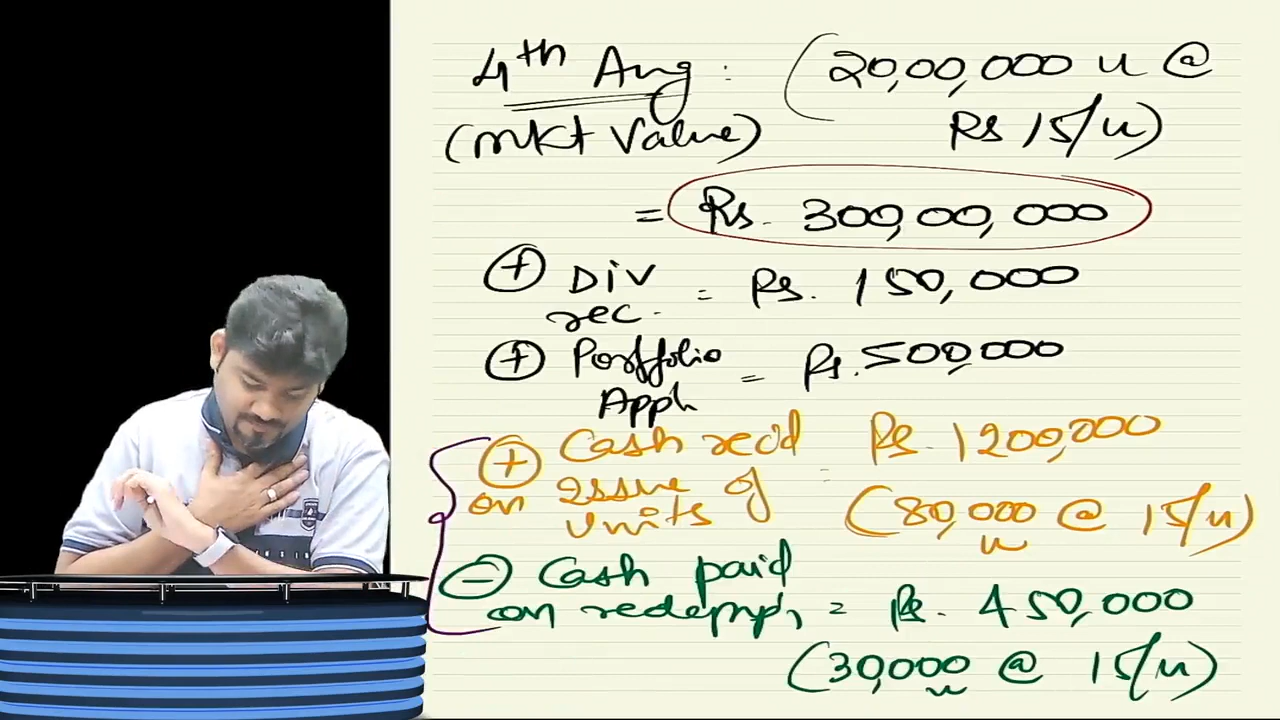 4th Aug : (20,00,000 u @
(mkt Value) Rs 15/u)
= Rs. 300,00,000
+ Div rec. = Rs. 150,000
+ Portfolio Appn = Rs. 500,000
+ Cash rec'd on issue of units = Rs. 1200,000
(80,000 u @ 15/u)
- Cash paid on redempn, = Rs. 450,000
(30,000 u @ 15/u)